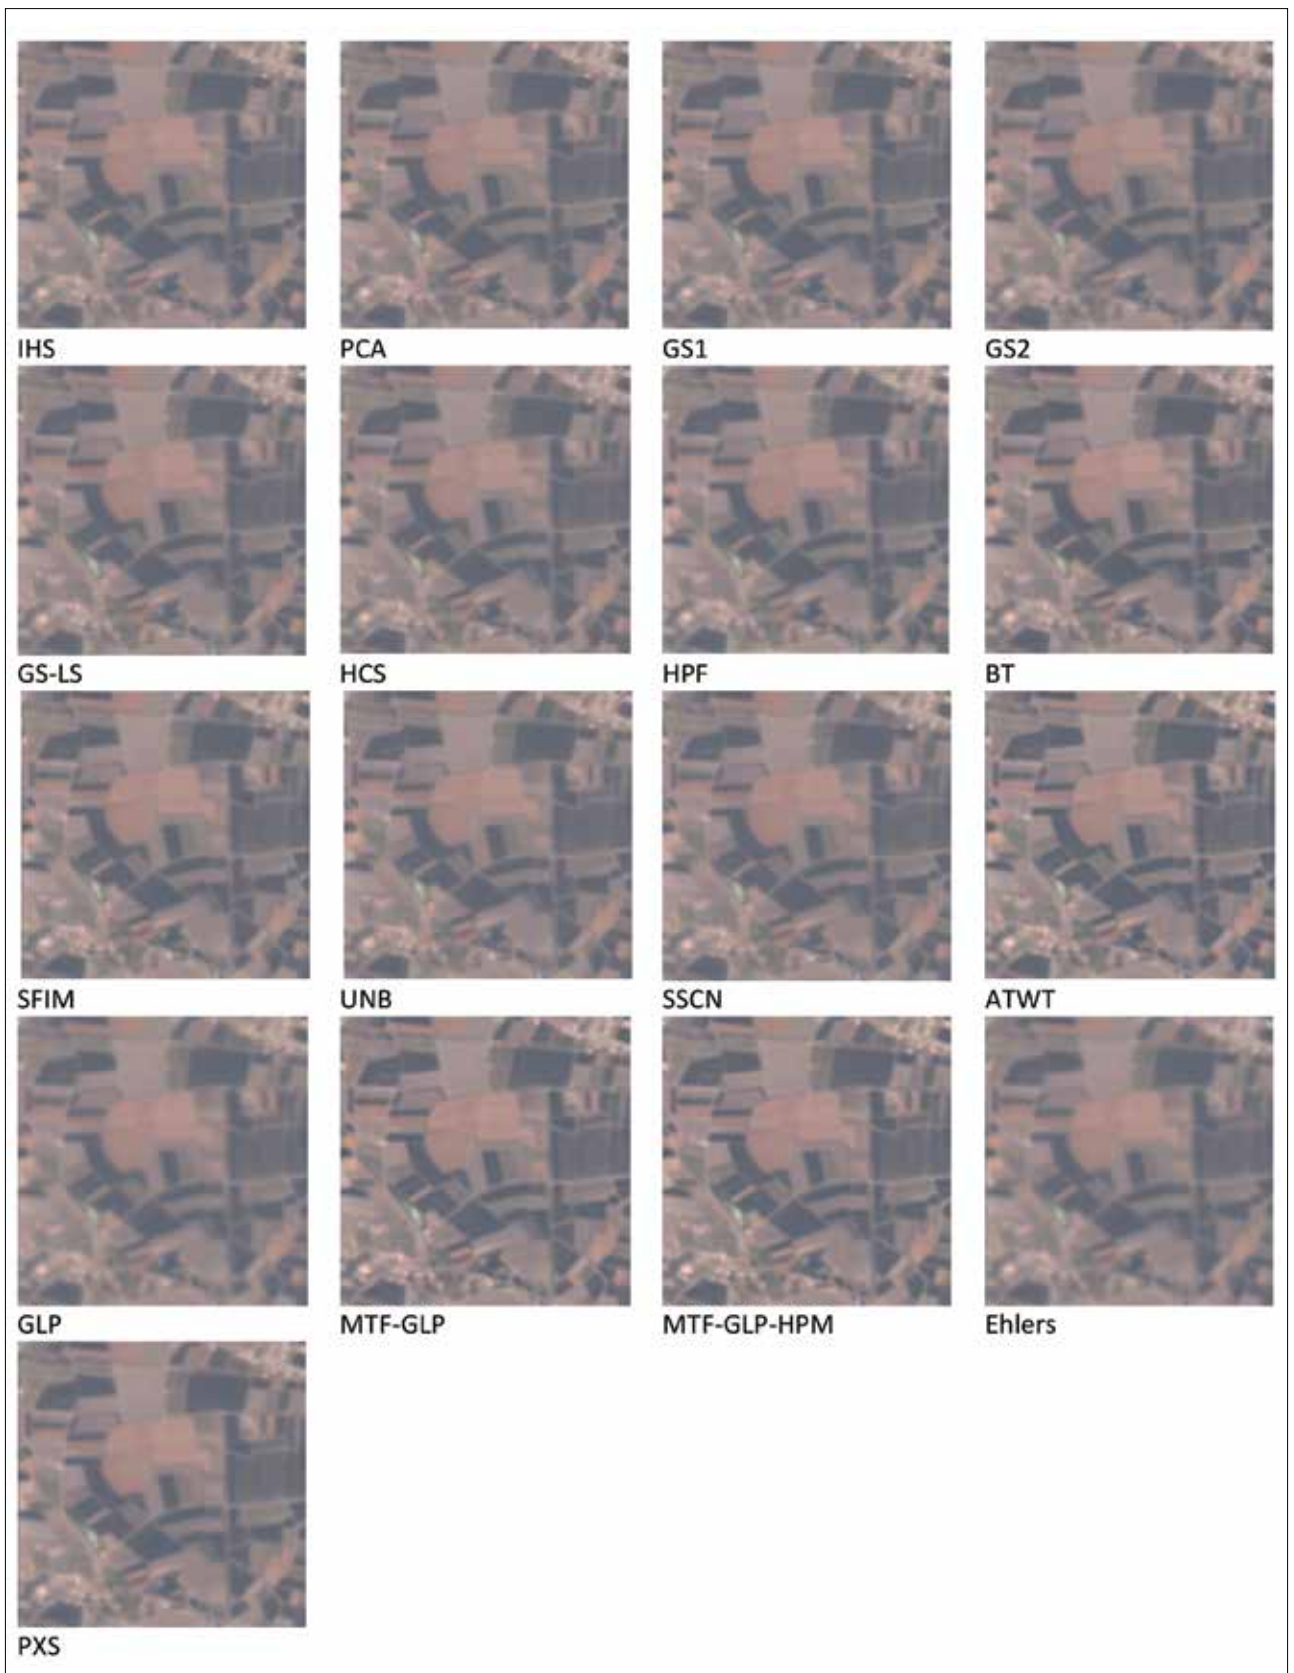 IHS PCA GS1 GS2
GS-LS HCS HPF BT
SFIM UNB SSCN ATWT
GLP MTF-GLP MTF-GLP-HPM Ehlers
PXS